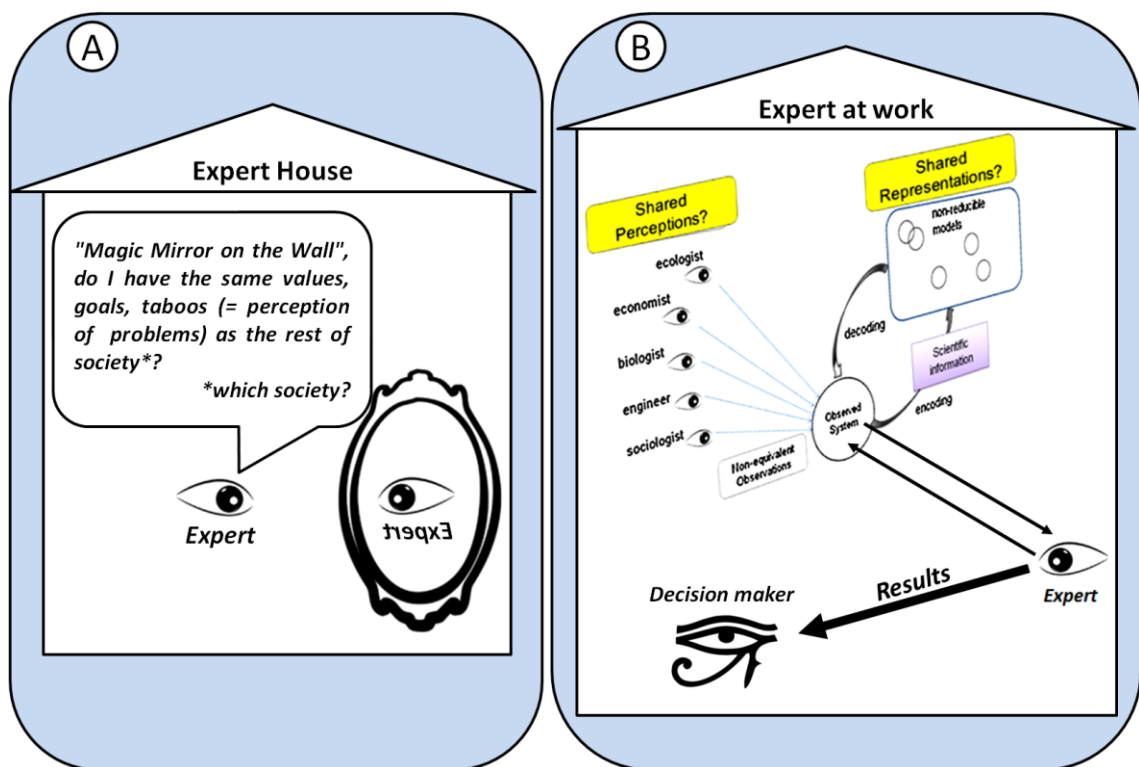 A
Expert House
"Magic Mirror on the Wall",
do I have the same values,
goals, taboos (= perception
of problems) as the rest of
society*?
*which society?
Expert
Expert
B
Expert at work
Shared
Perceptions?
Shared
Representations?
non-reducible
models
ecologist
economist
biologist
engineer
sociologist
decoding
Scientific
information
encoding
Observed
System
Non-equivalent
Observations
Results
Decision maker
Expert